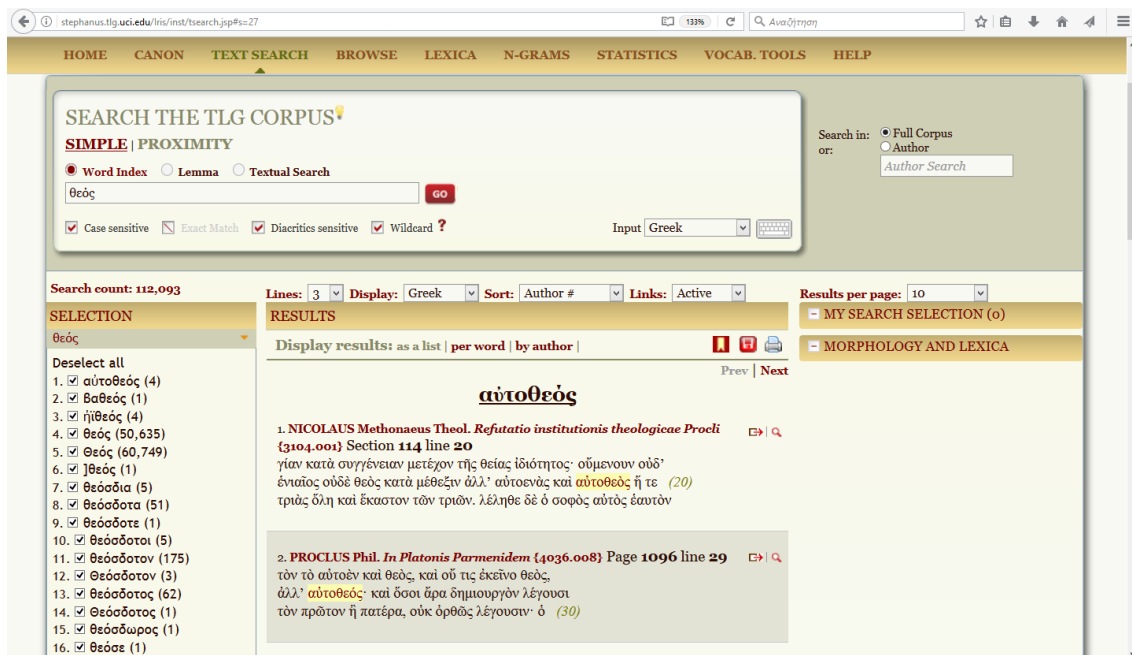 stephanus.tlg.uci.edu/Iris/inst/tsearch.jsp#s=27
133%
Αναζήτηση
HOME CANON TEXT SEARCH BROWSE LEXICA N-GRAMS STATISTICS VOCAB. TOOLS HELP
SEARCH THE TLG CORPUS
SIMPLE | PROXIMITY
Word Index Lemma Textual Search
θεός
GO
Case sensitive Exact Match Diacritics sensitive Wildcard ?
Input Greek
Search in: Full Corpus
or: Author
Author Search
Search count: 112,093
Lines: 3 Display: Greek Sort: Author # Links: Active
Results per page: 10
SELECTION
θεός
Deselect all
1. αὐτοθεός (4)
2. βαθεός (1)
3. ἠϊθεός (4)
4. θεός (50,635)
5. Θεός (60,749)
6. ]θεός (1)
7. θεόσδια (5)
8. θεόσδοτα (51)
9. θεόσδοτε (1)
10. θεόσδοτοι (5)
11. θεόσδοτον (175)
12. Θεόσδοτον (3)
13. θεόσδοτος (62)
14. Θεόσδοτος (1)
15. θεόσδωρος (1)
16. θεόσε (1)
RESULTS
Display results: as a list | per word | by author |
Prev | Next
αὐτοθεός
1. NICOLAUS Methonaeus Theol. Refutatio institutionis theologicae Procli
{3104.001} Section 114 line 20
γίαν κατὰ συγγένειαν μετέχον τῆς θείας ἰδιότητος· οὔμενουν οὐδ’
ἑνιαῖος οὐδὲ θεὸς κατὰ μέθεξιν ἀλλ’ αὐτοενὰς καὶ αὐτοθεὸς ἥ τε (20)
τριὰς ὅλη καὶ ἕκαστον τῶν τριῶν. λέληθε δὲ ὁ σοφὸς αὐτὸς ἑαυτὸν
2. PROCLUS Phil. In Platonis Parmenidem {4036.008} Page 1096 line 29
τὸν τὸ αὐτοὲν καὶ θεὸς, καὶ οὔ τις ἐκεῖνο θεὸς,
ἀλλ’ αὐτοθεός· καὶ ὅσοι ἄρα δημιουργὸν λέγουσι
τὸν πρῶτον ἢ πατέρα, οὐκ ὀρθῶς λέγουσιν· ὁ (30)
MY SEARCH SELECTION (0)
MORPHOLOGY AND LEXICA